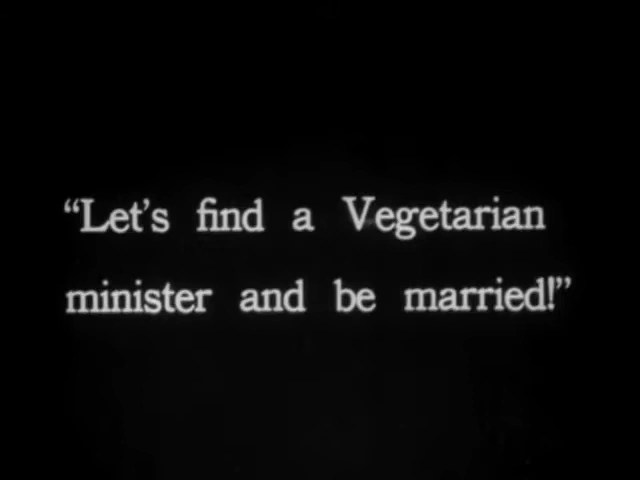 “Let’s find a Vegetarian
minister and be married!”